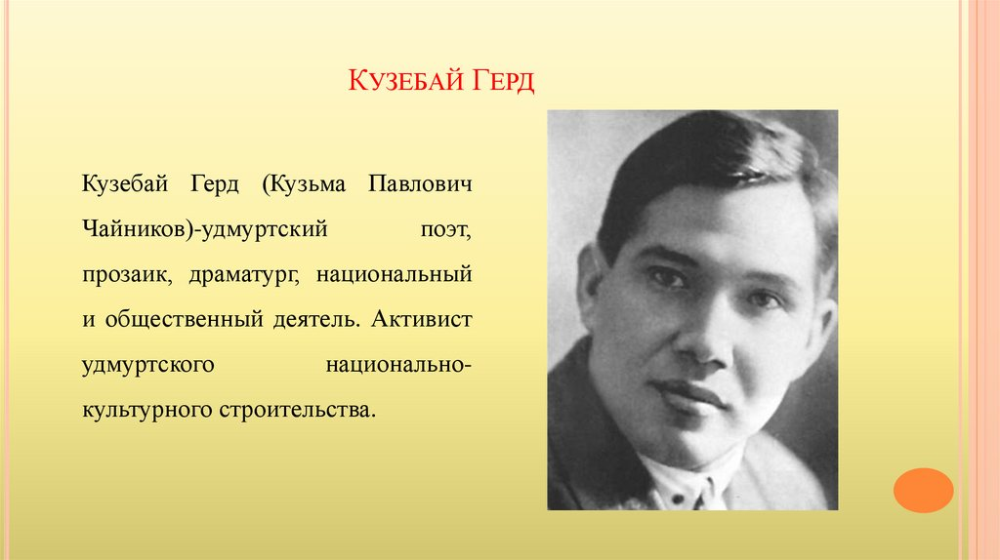 Кузебай Герд
Кузебай Герд (Кузьма Павлович
Чайников)-удмуртский поэт,
прозаик, драматург, национальный
и общественный деятель. Активист
удмуртского национально-
культурного строительства.